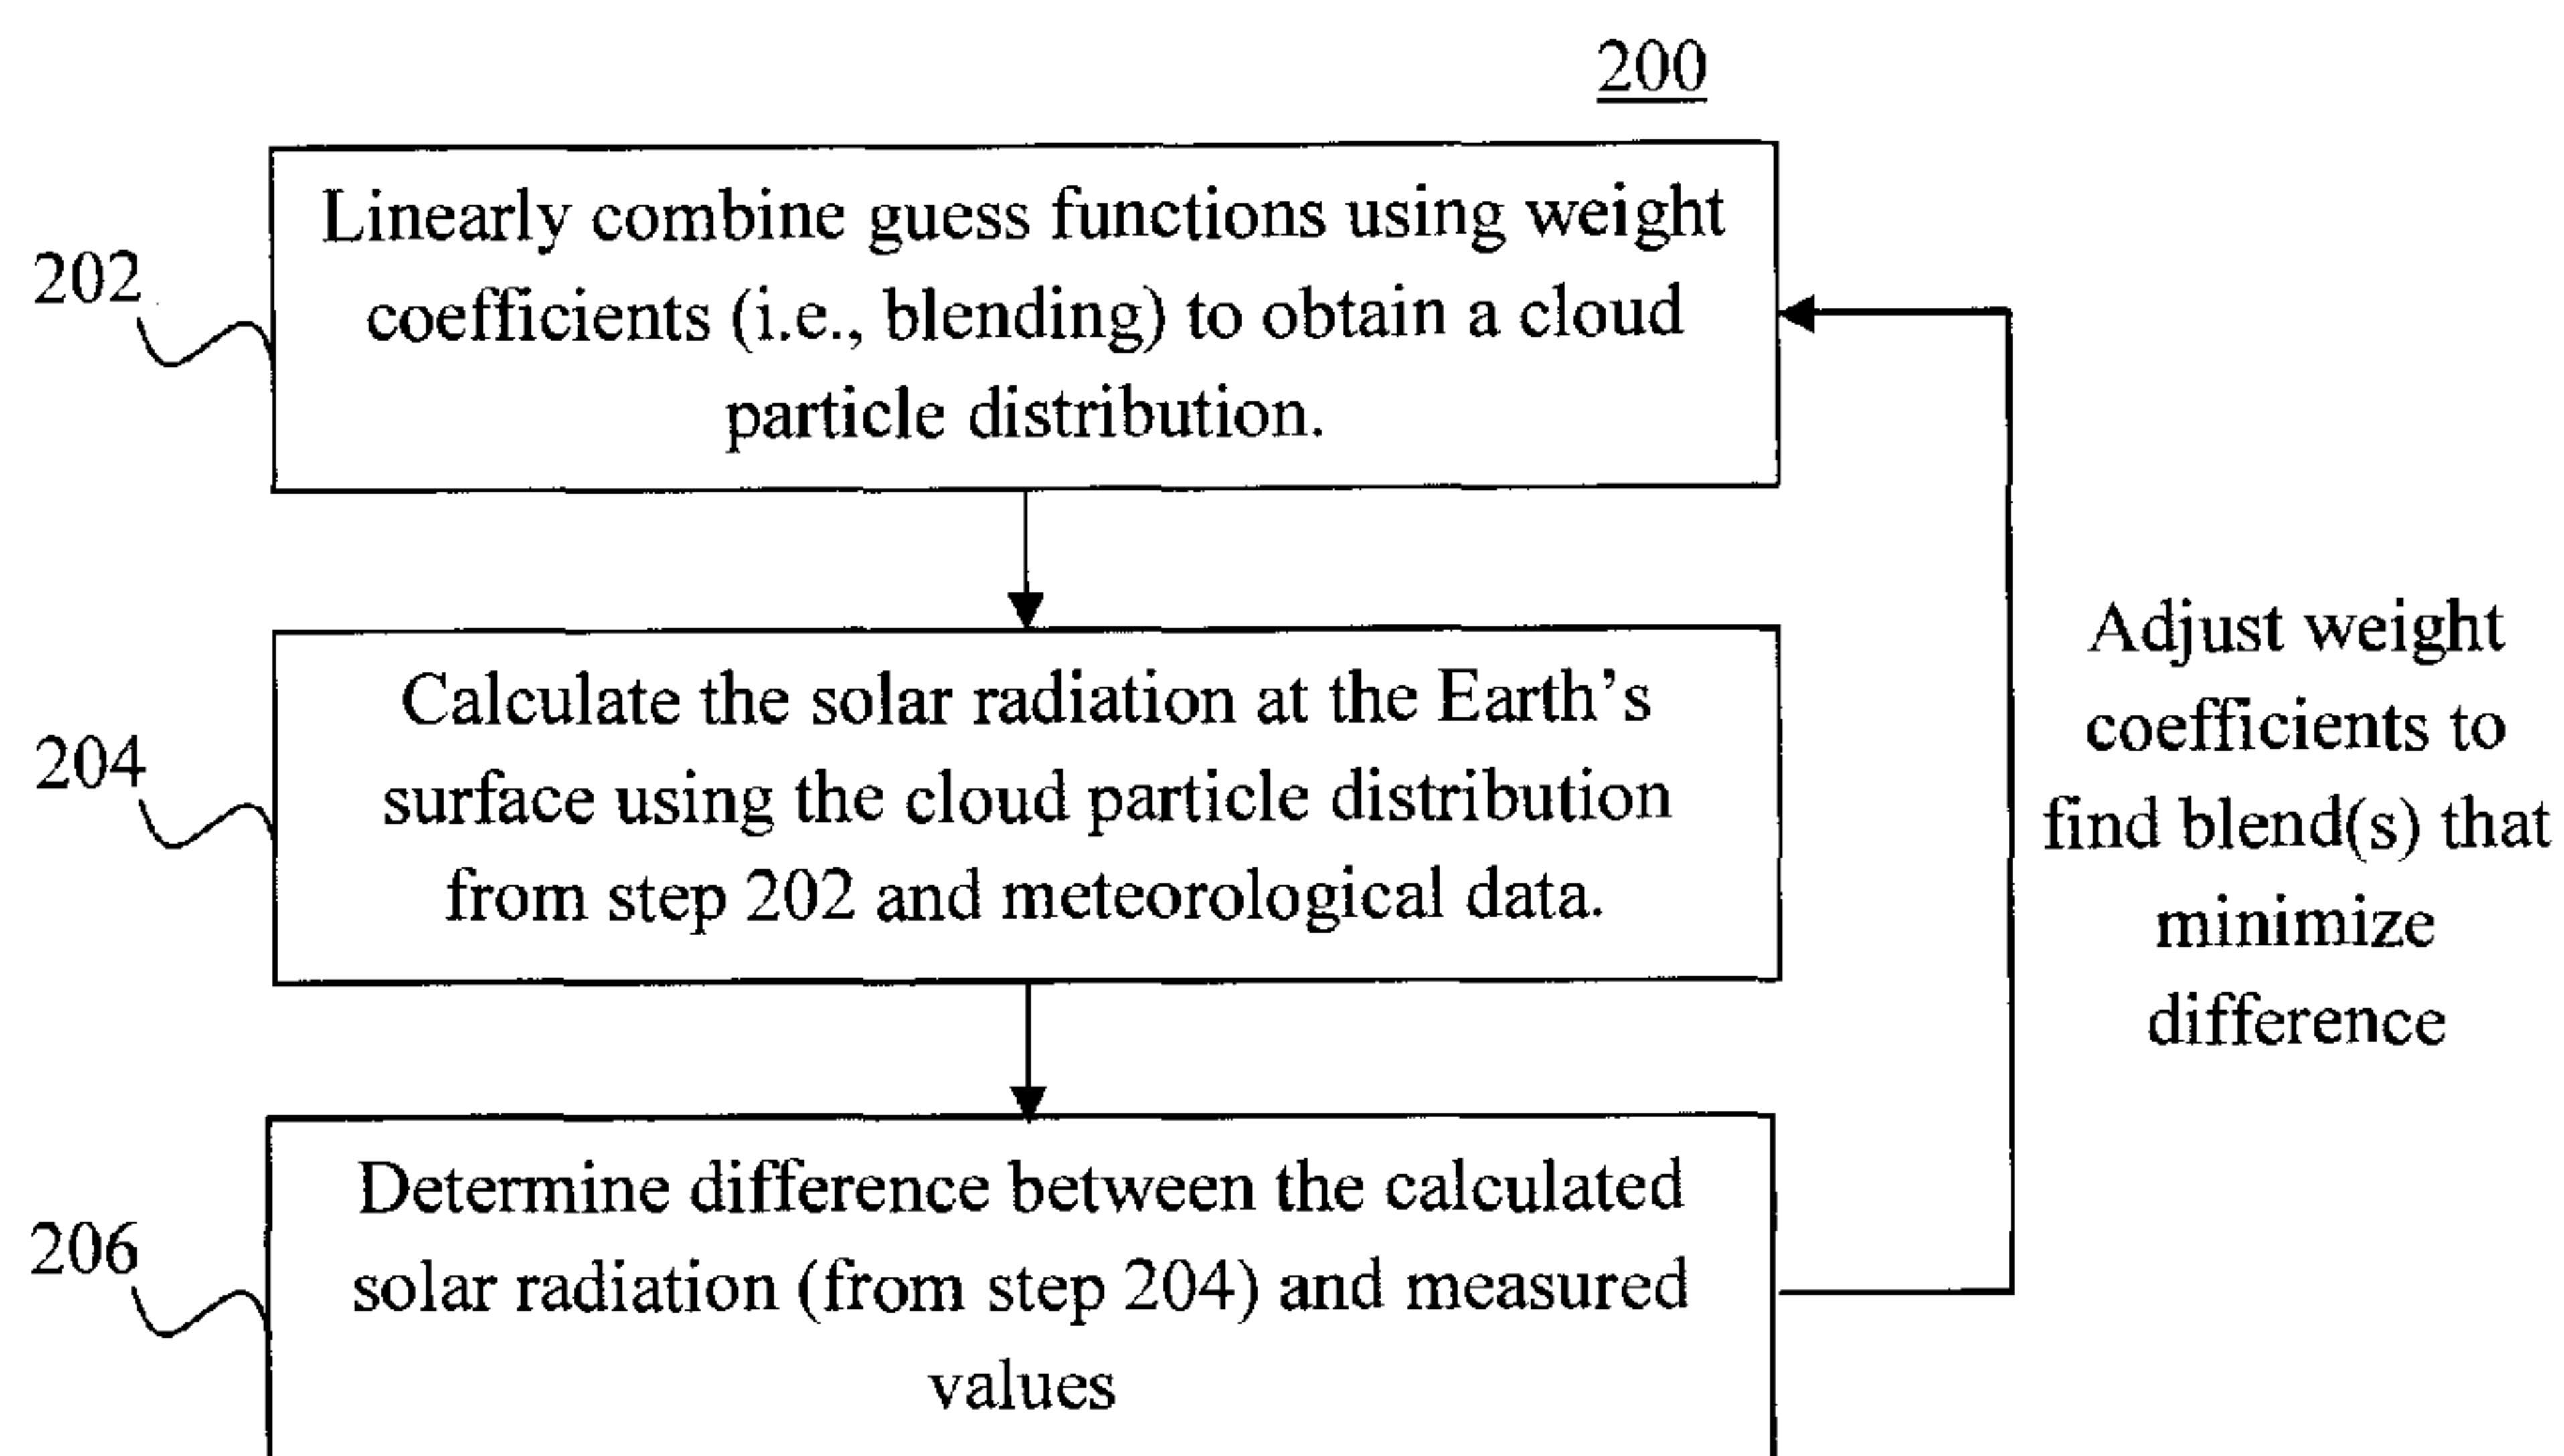 200
202
Linearly combine guess functions using weight
coefficients (i.e., blending) to obtain a cloud
particle distribution.
204
Calculate the solar radiation at the Earth’s
surface using the cloud particle distribution
from step 202 and meteorological data.
Adjust weight
coefficients to
find blend(s) that
minimize
difference
206
Determine difference between the calculated
solar radiation (from step 204) and measured
values